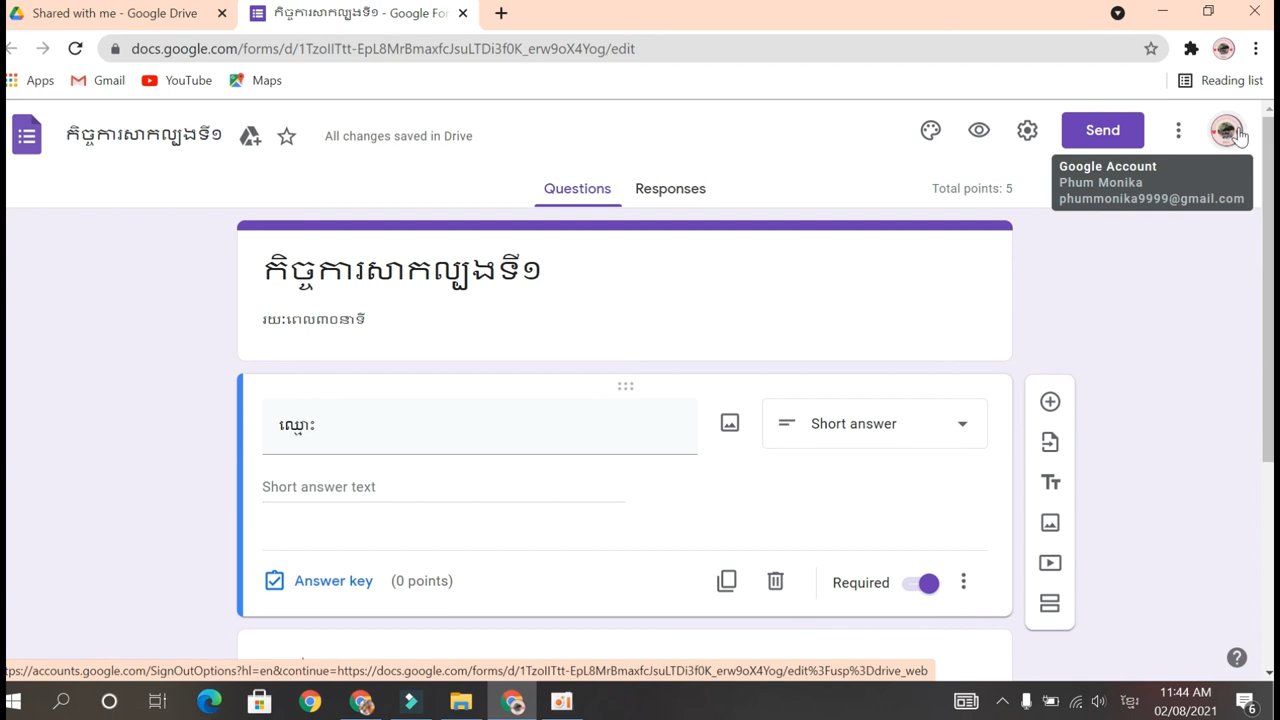 Shared with me - Google Drive
កិច្ចការសាកល្បងទី១ - Google For
docs.google.com/forms/d/1TzoIITtt-EpL8MrBmaxfcJsuLTDi3f0K_erw9oX4Yog/edit
Apps
Gmail
YouTube
Maps
Reading list
កិច្ចការសាកល្បងទី១
All changes saved in Drive
Send
Google Account
Phum Monika
phummonika9999@gmail.com
Questions
Responses
Total points: 5
កិច្ចការសាកល្បងទី១
រយៈពេល៣០នាទី
ឈ្មោះ
Short answer
Short answer text
Answer key
(0 points)
Required
ps://accounts.google.com/SignOutOptions?hl=en&continue=https://docs.google.com/forms/d/1TzoIITtt-EpL8MrBmaxfcJsuLTDi3f0K_erw9oX4Yog/edit%3Fusp%3Ddrive_web
11:44 AM
02/08/2021
6